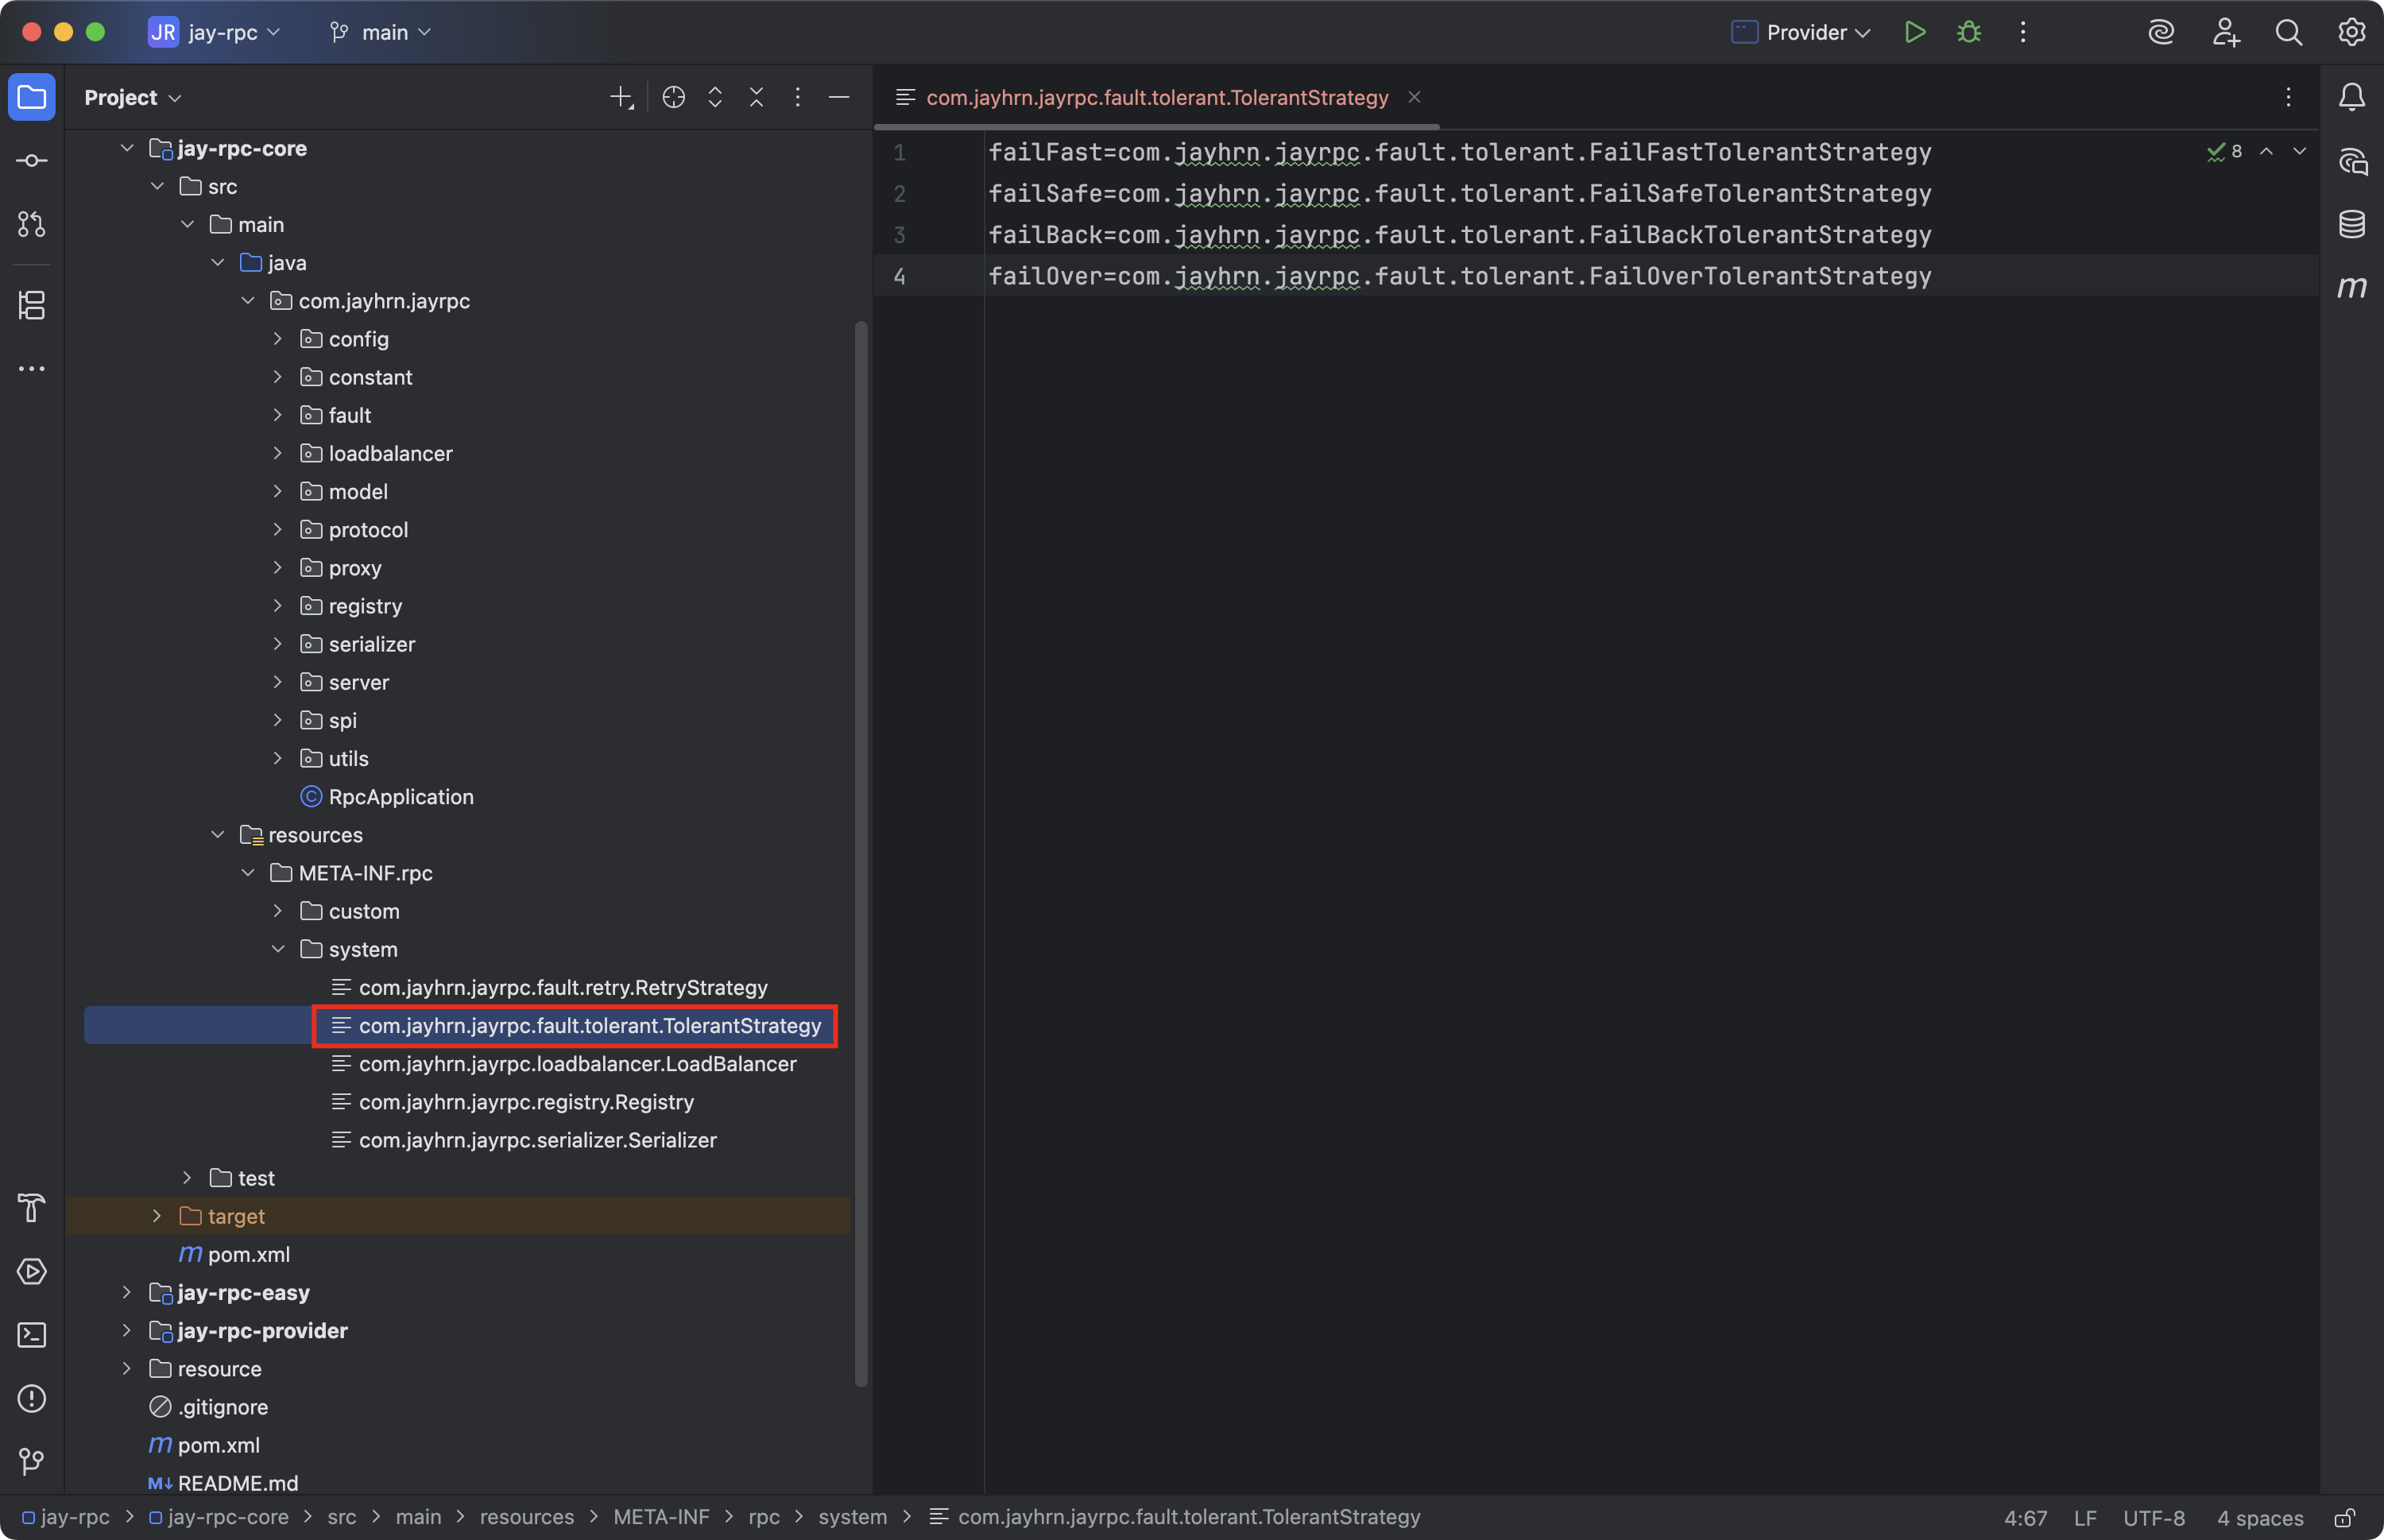 JR jay-rpc main Provider
Project
jay-rpc-core
src
main
java
com.jayhrn.jayrpc
config
constant
fault
loadbalancer
model
protocol
proxy
registry
serializer
server
spi
utils
RpcApplication
resources
META-INF.rpc
custom
system
com.jayhrn.jayrpc.fault.retry.RetryStrategy
com.jayhrn.jayrpc.fault.tolerant.TolerantStrategy
com.jayhrn.jayrpc.loadbalancer.LoadBalancer
com.jayhrn.jayrpc.registry.Registry
com.jayhrn.jayrpc.serializer.Serializer
test
target
pom.xml
jay-rpc-easy
jay-rpc-provider
resource
.gitignore
pom.xml
README.md
com.jayhrn.jayrpc.fault.tolerant.TolerantStrategy
1 failFast=com.jayhrn.jayrpc.fault.tolerant.FailFastTolerantStrategy
2 failSafe=com.jayhrn.jayrpc.fault.tolerant.FailSafeTolerantStrategy
3 failBack=com.jayhrn.jayrpc.fault.tolerant.FailBackTolerantStrategy
4 failOver=com.jayhrn.jayrpc.fault.tolerant.FailOverTolerantStrategy
8
jay-rpc > jay-rpc-core > src > main > resources > META-INF > rpc > system > com.jayhrn.jayrpc.fault.tolerant.TolerantStrategy
4:67 LF UTF-8 4 spaces